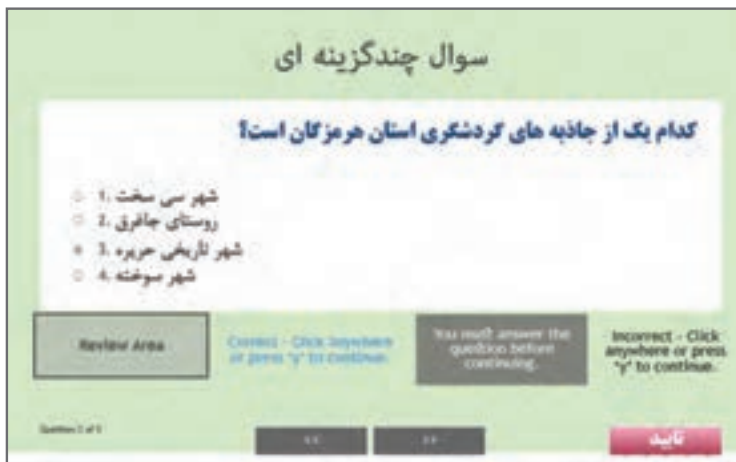 سوال چندگزینه ای
کدام یک از جاذبه های گردشگری استان هرمزگان است؟
1. شهر سی سخت
2. روستای جاغرق
3. شهر تاریخی حریره
4. شهر سوخته
Review Area
Correct - Click anywhere
or press 'y' to continue.
You must answer the
question before
continuing.
Incorrect - Click
anywhere or press
'y' to continue.
<<
>>
تایید